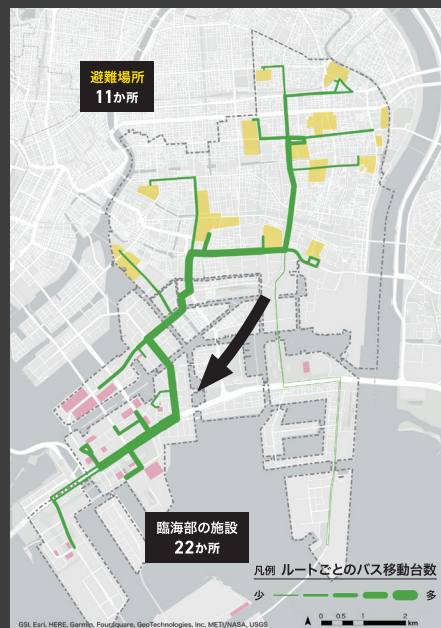 避難場所
11か所
臨海部の施設
22か所
凡例 ルートごとのバス移動台数
少 多
0 0.5 1 2
km
GSI, Esri, HERE, Garmin, Foursquare, GeoTechnologies, Inc, METI/NASA, USGS